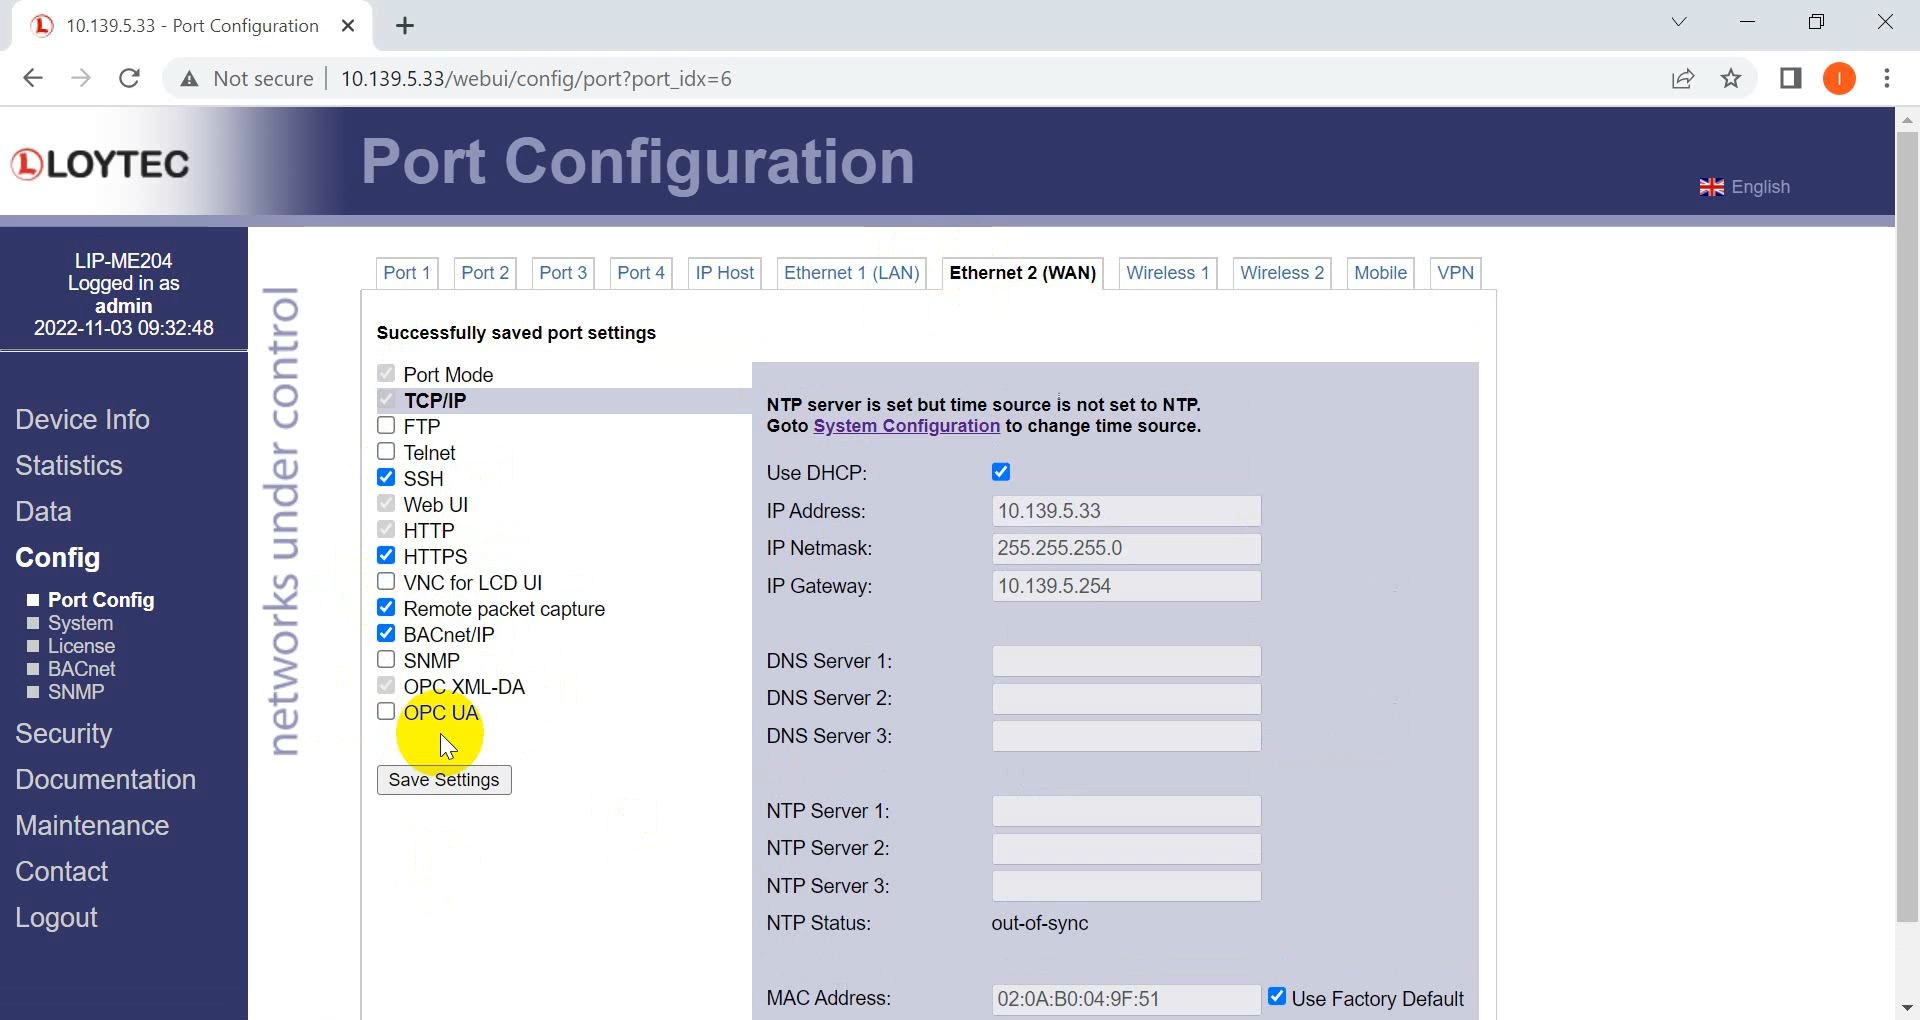 10.139.5.33 - Port Configuration
Not secure 10.139.5.33/webui/config/port?port_idx=6
I
LOYTEC
Port Configuration
English
LIP-ME204
Logged in as
admin
2022-11-03 09:32:48
Device Info
Statistics
Data
Config
Port Config
System
License
BACnet
SNMP
Security
Documentation
Maintenance
Contact
Logout
networks under control
Port 1 Port 2 Port 3 Port 4 IP Host Ethernet 1 (LAN) Ethernet 2 (WAN) Wireless 1 Wireless 2 Mobile VPN
Successfully saved port settings
Port Mode
TCP/IP
FTP
Telnet
SSH
Web UI
HTTP
HTTPS
VNC for LCD UI
Remote packet capture
BACnet/IP
SNMP
OPC XML-DA
OPC UA
Save Settings
NTP server is set but time source is not set to NTP.
Goto System Configuration to change time source.
Use DHCP:
IP Address: 10.139.5.33
IP Netmask: 255.255.255.0
IP Gateway: 10.139.5.254
DNS Server 1:
DNS Server 2:
DNS Server 3:
NTP Server 1:
NTP Server 2:
NTP Server 3:
NTP Status: out-of-sync
MAC Address: 02:0A:B0:04:9F:51 Use Factory Default